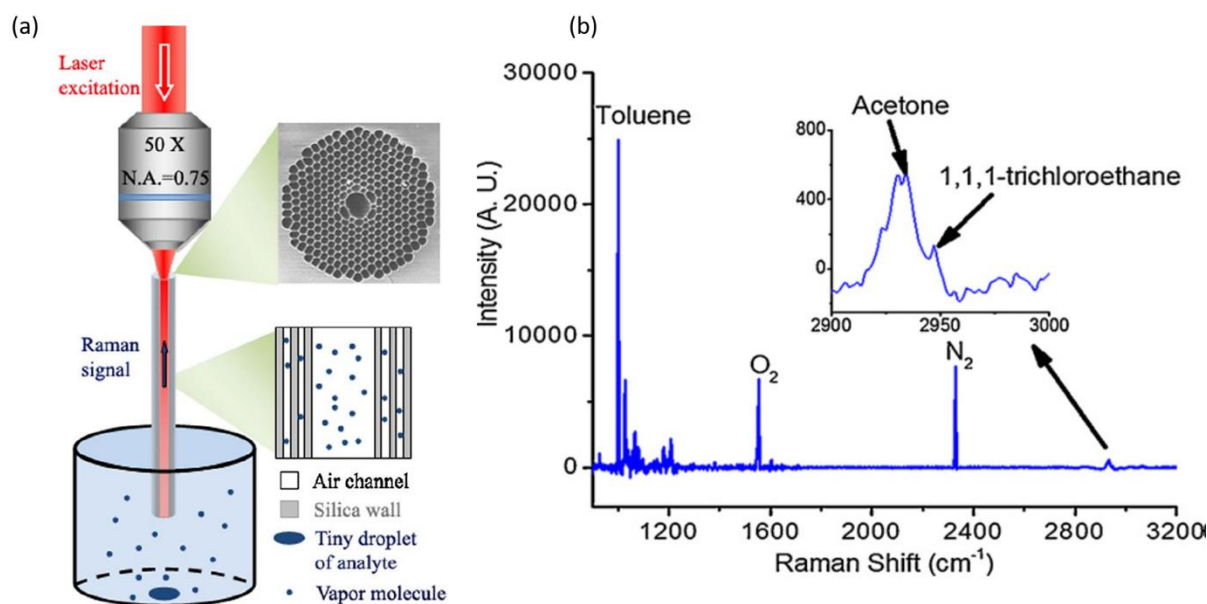 (a)
Laser
excitation
50 X
N.A.=0.75
Raman
signal
Air channel
Silica wall
Tiny droplet
of analyte
Vapor molecule
(b)
30000
20000
10000
0
Intensity (A. U.)
Toluene
O₂
N₂
Acetone
1,1,1-trichloroethane
800
400
0
2900 2950 3000
1200 1600 2000 2400 2800 3200
Raman Shift (cm⁻¹)